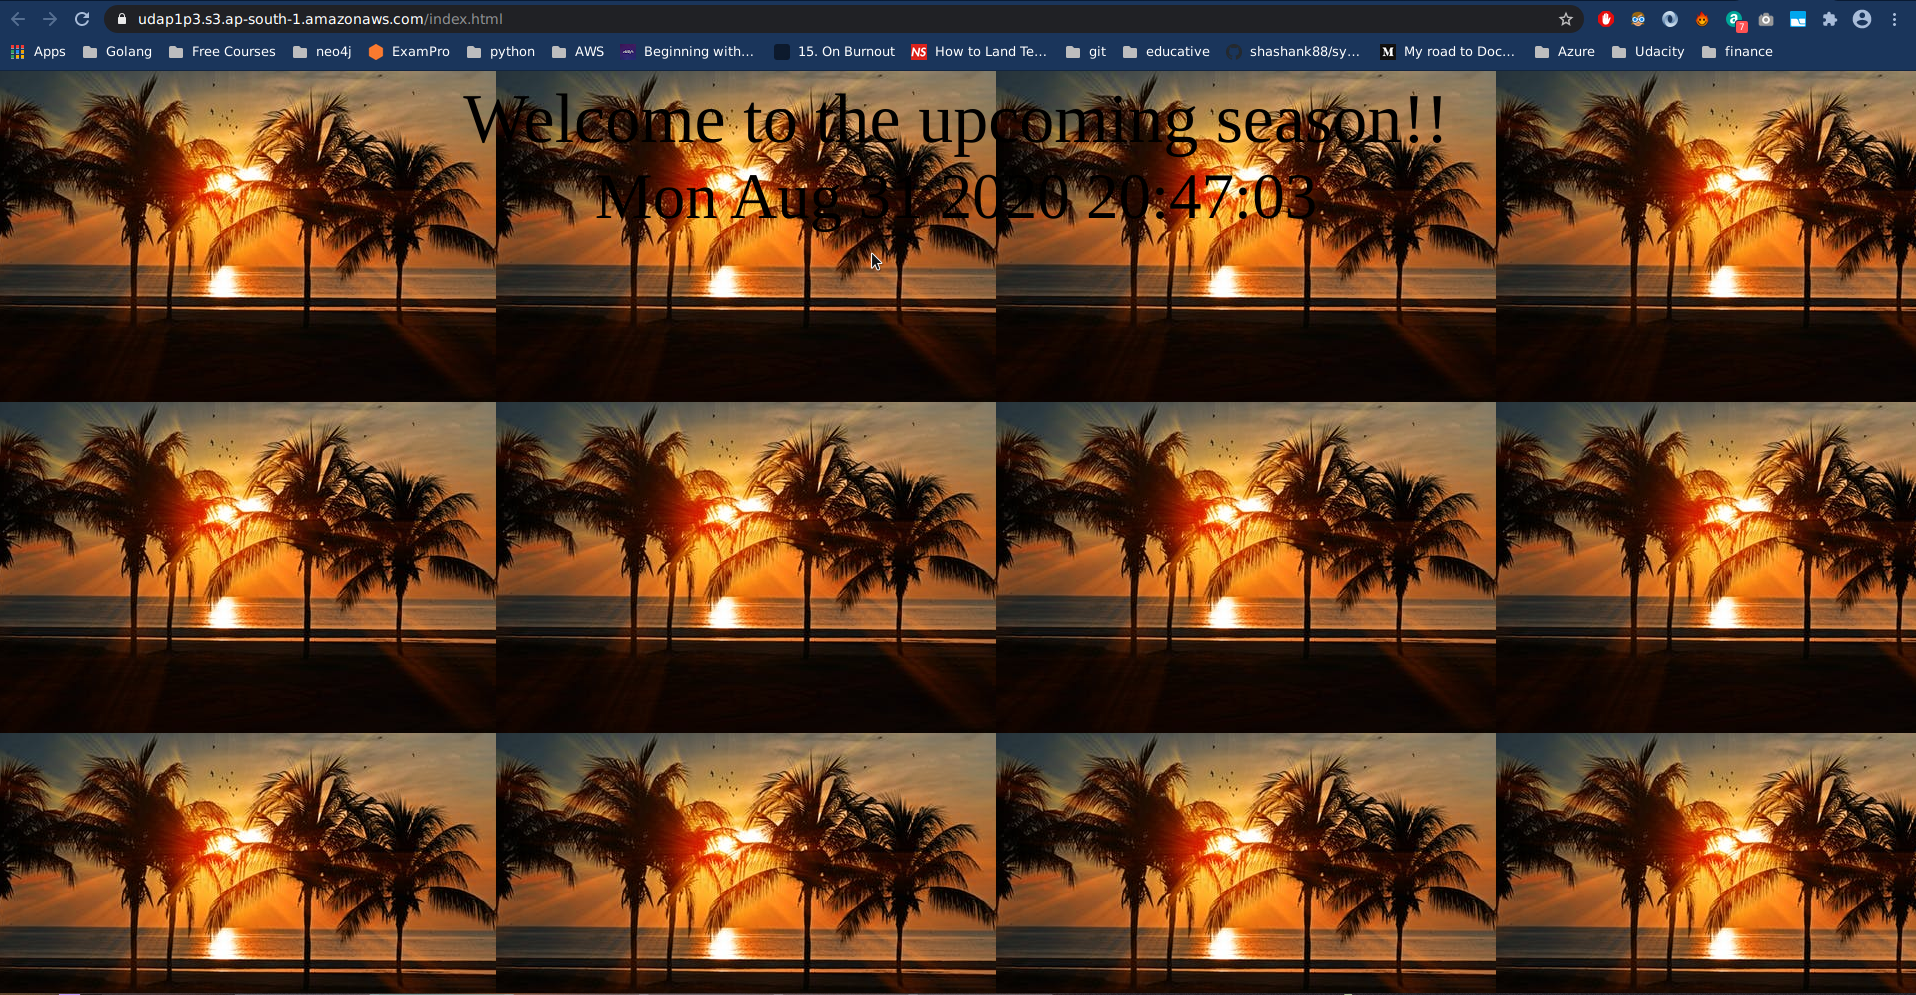 udap1p3.s3.ap-south-1.amazonaws.com/index.html
7
Apps Golang Free Courses neo4j ExamPro python AWS Beginning with... 15. On Burnout NS How to Land Te... git educative shashank88/sy... M My road to Doc... Azure Udacity finance
Welcome to the upcoming season!!
Mon Aug 31 2020 20:47:03